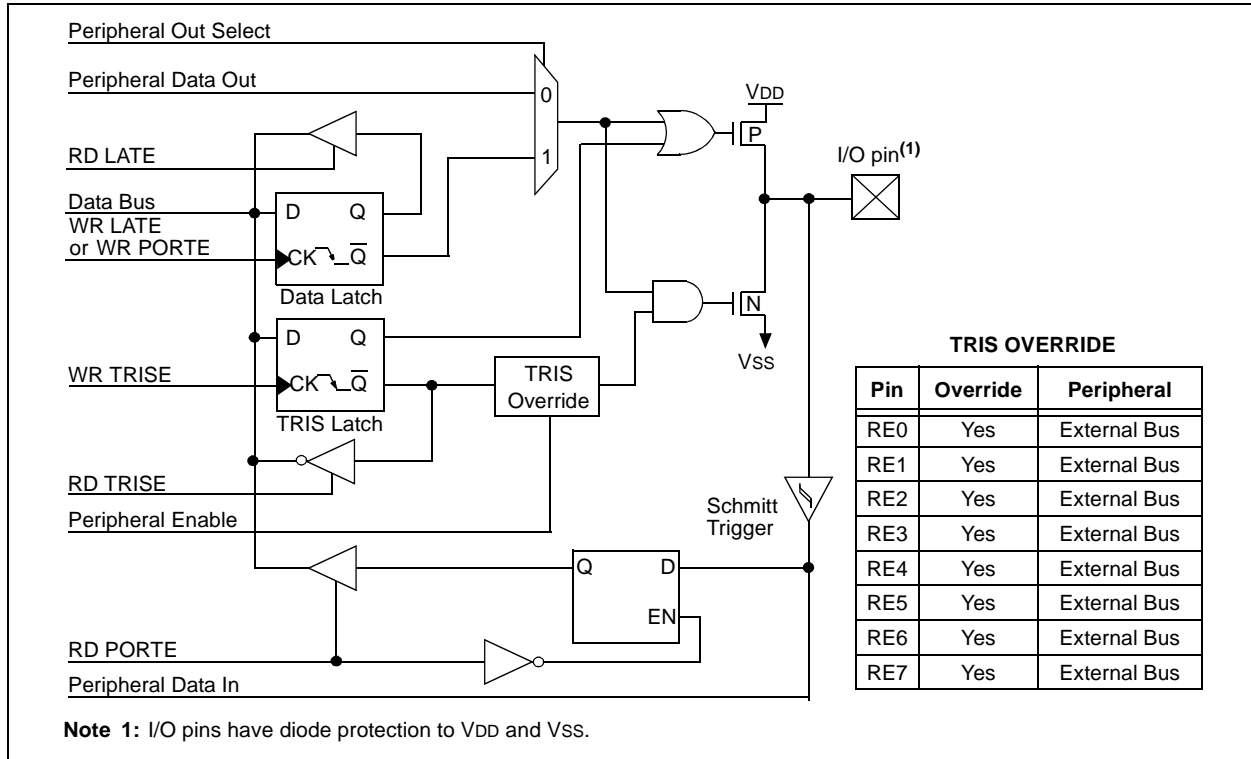 Peripheral Out Select
Peripheral Data Out
0
1
VDD
P
I/O pin(1)
RD LATE
Data Bus
WR LATE
or WR PORTE
D Q
CK Q̅
Data Latch
N
VSS
D Q
CK Q̅
TRIS Latch
WR TRISE
TRIS
Override
RD TRISE
Peripheral Enable
Schmitt
Trigger
Q D
EN
RD PORTE
Peripheral Data In
TRIS OVERRIDE
Pin Override Peripheral
RE0 Yes External Bus
RE1 Yes External Bus
RE2 Yes External Bus
RE3 Yes External Bus
RE4 Yes External Bus
RE5 Yes External Bus
RE6 Yes External Bus
RE7 Yes External Bus
Note 1: I/O pins have diode protection to VDD and VSS.